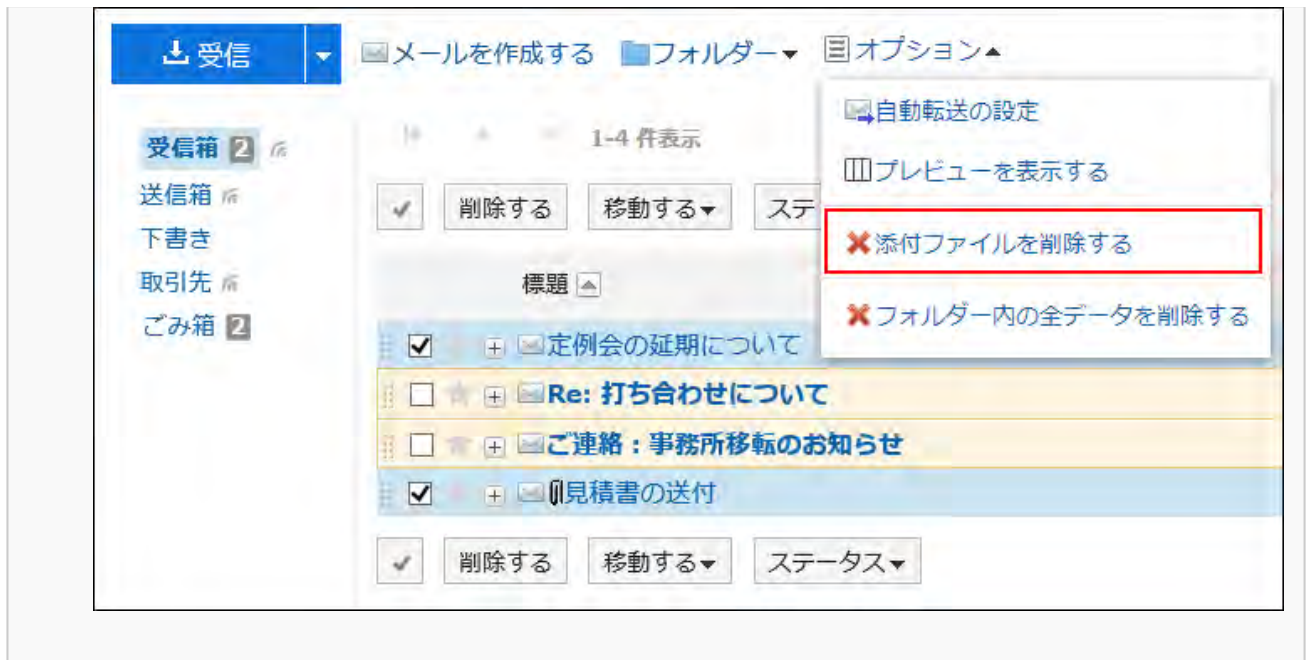 受信 メールを作成する フォルダー オプション
自動転送の設定
プレビューを表示する
添付ファイルを削除する
フォルダー内の全データを削除する
受信箱 2
送信箱
下書き
取引先
ごみ箱 2
1-4 件表示
削除する 移動する ステ
標題
定例会の延期について
Re: 打ち合わせについて
ご連絡：事務所移転のお知らせ
見積書の送付
削除する 移動する ステータス